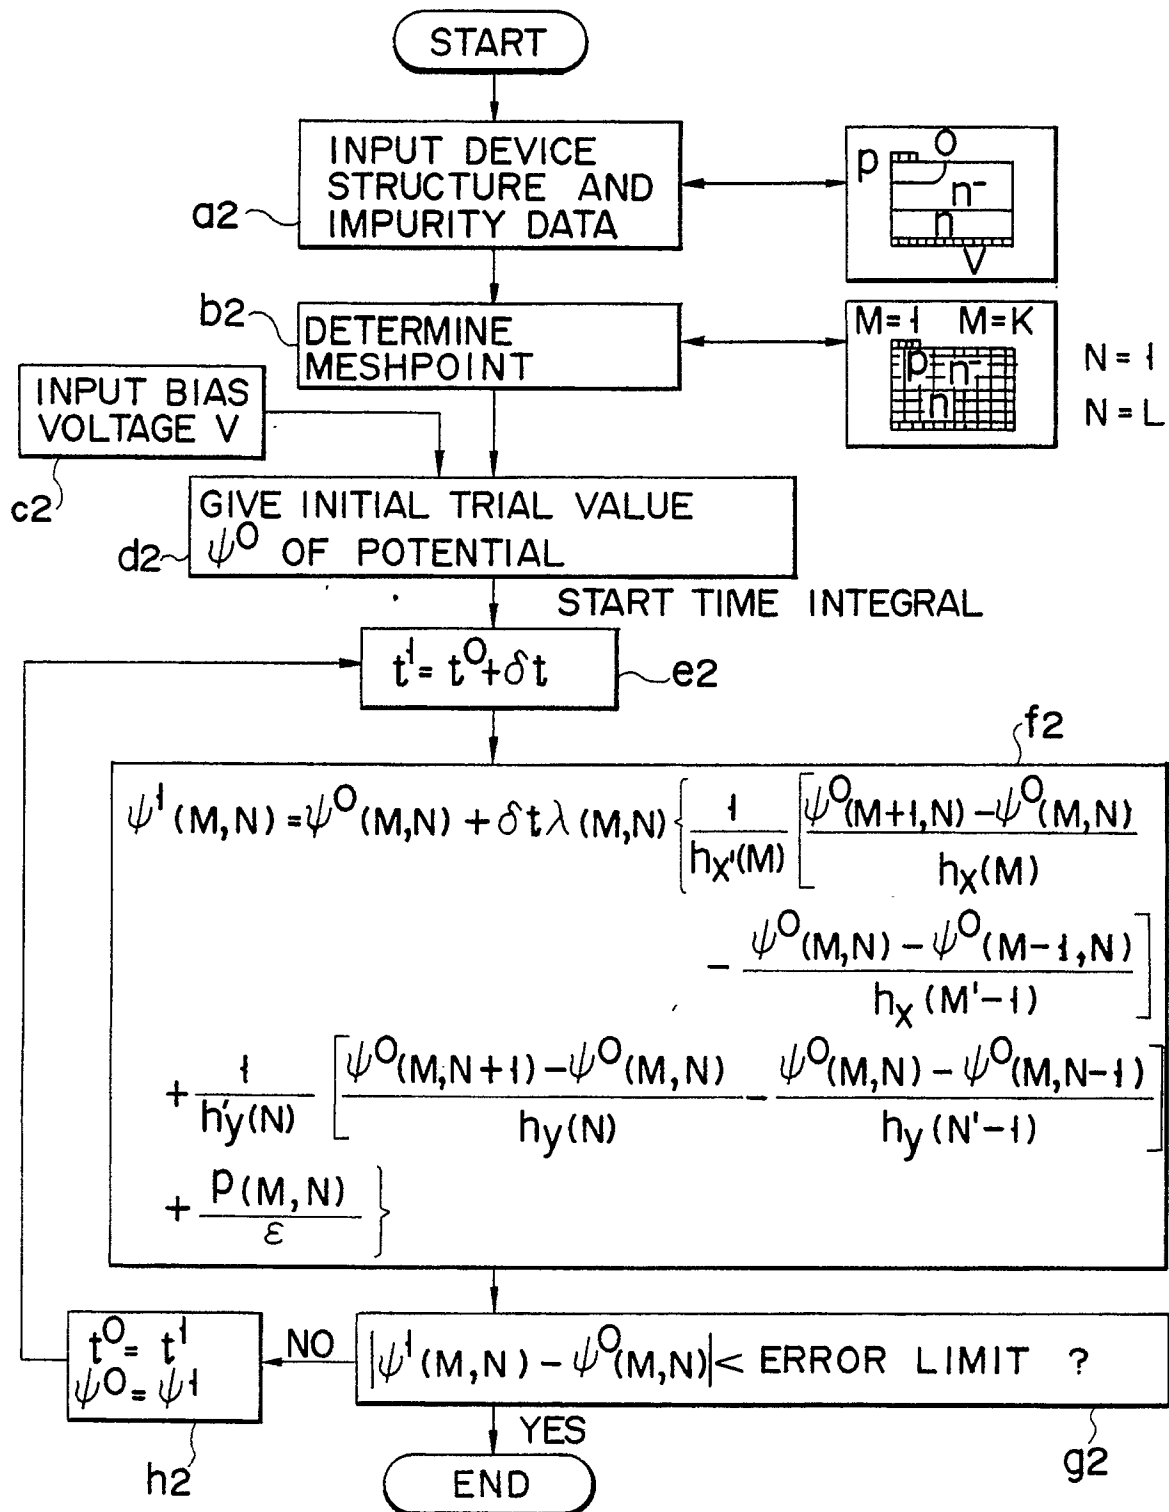 START
INPUT DEVICE
STRUCTURE AND
IMPURITY DATA
a2
p
O
n⁻
n
V
b2
DETERMINE
MESHPOINT
M=1 M=K
p n⁻
n
N=1
N=L
INPUT BIAS
VOLTAGE V
c2
GIVE INITIAL TRIAL VALUE
ψ⁰ OF POTENTIAL
d2
START TIME INTEGRAL
t¹= t⁰+δt
e2
f2
ψ¹(M,N)=ψ⁰(M,N)+δtλ(M,N){ 1/hx'(M) [ (ψ⁰(M+1,N)-ψ⁰(M,N))/hx(M)
- (ψ⁰(M,N)-ψ⁰(M-1,N))/hx(M'-1) ]
+ 1/h'y(N) [ (ψ⁰(M,N+1)-ψ⁰(M,N))/hy(N) - (ψ⁰(M,N)-ψ⁰(M,N-1))/hy(N'-1) ]
+ p(M,N)/ε }
t⁰= t¹
ψ⁰=ψ¹
h2
NO
|ψ¹(M,N)-ψ⁰(M,N)|< ERROR LIMIT ?
g2
YES
END